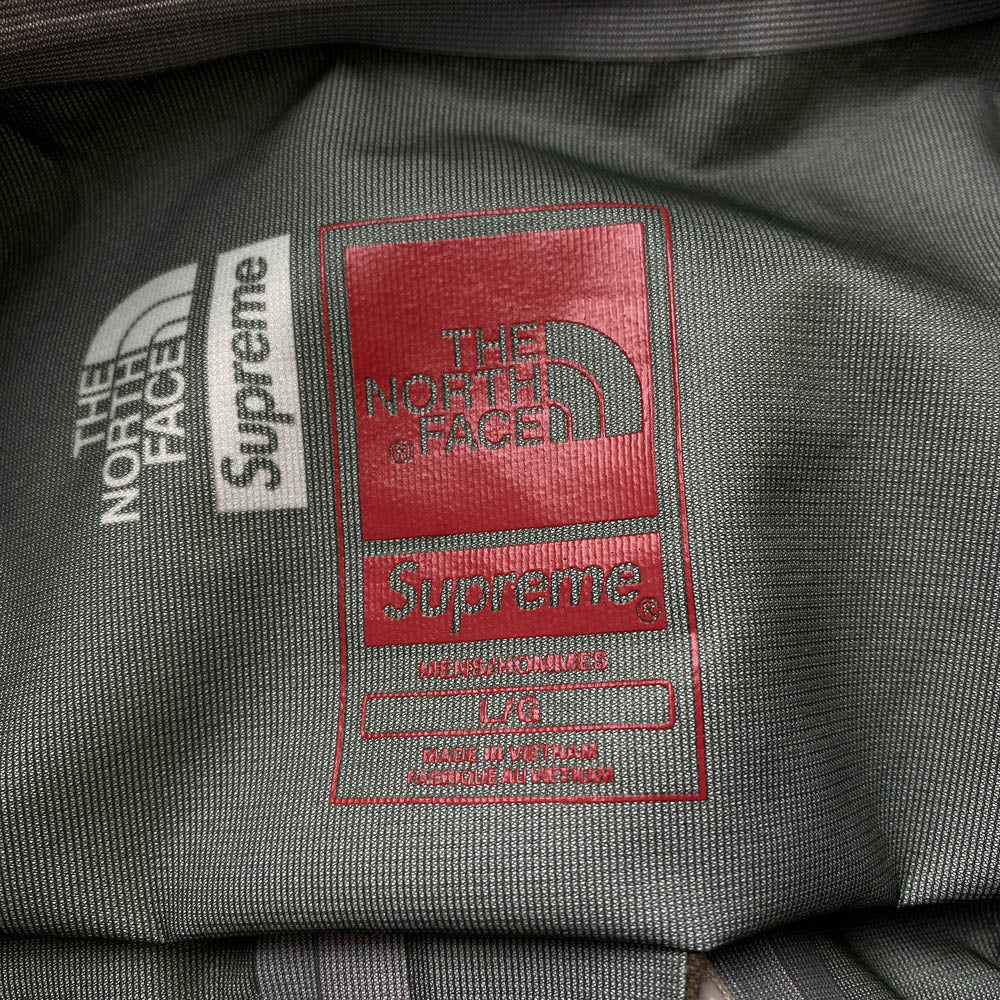 THE
NORTH
FACE
Supreme
THE
NORTH
FACE
®
Supreme®
MENS/HOMMES
L/G
MADE IN VIETNAM
FABRIQUE AU VIETNAM